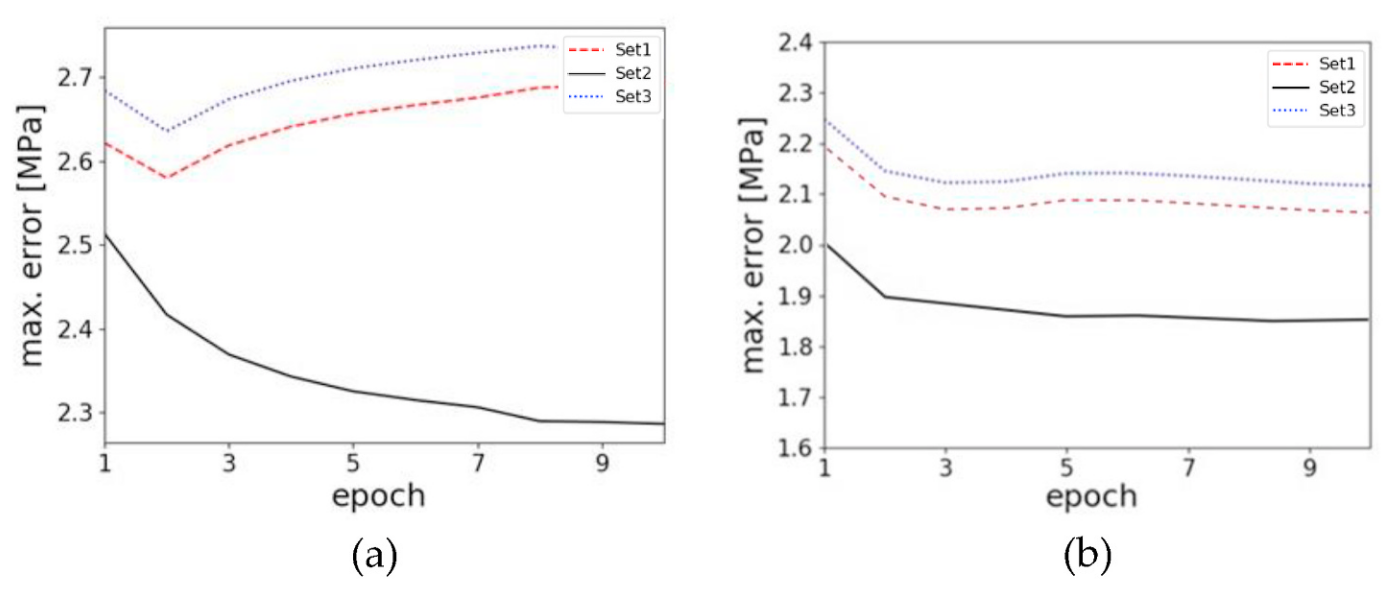 max. error [MPa]
2.7
2.6
2.5
2.4
2.3
1 3 5 7 9
epoch
Set1
Set2
Set3
(a)
max. error [MPa]
2.4
2.3
2.2
2.1
2.0
1.9
1.8
1.7
1.6
1 3 5 7 9
epoch
Set1
Set2
Set3
(b)